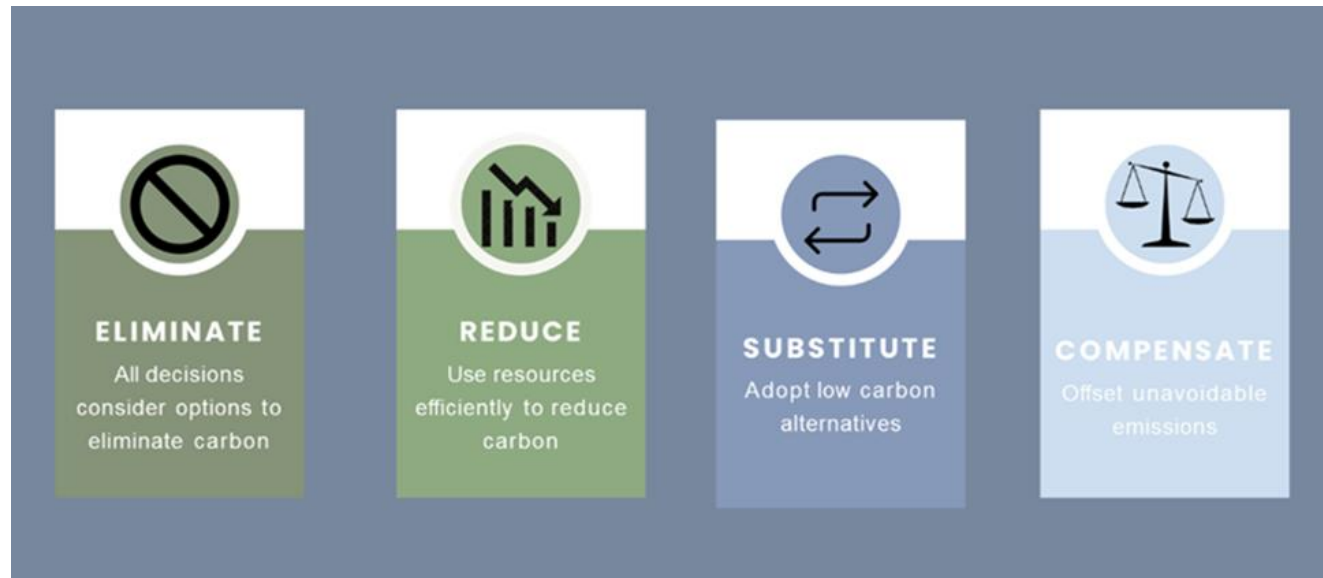 ELIMINATE
All decisions
consider options to
eliminate carbon
REDUCE
Use resources
efficiently to reduce
carbon
SUBSTITUTE
Adopt low carbon
alternatives
COMPENSATE
Offset unavoidable
emissions